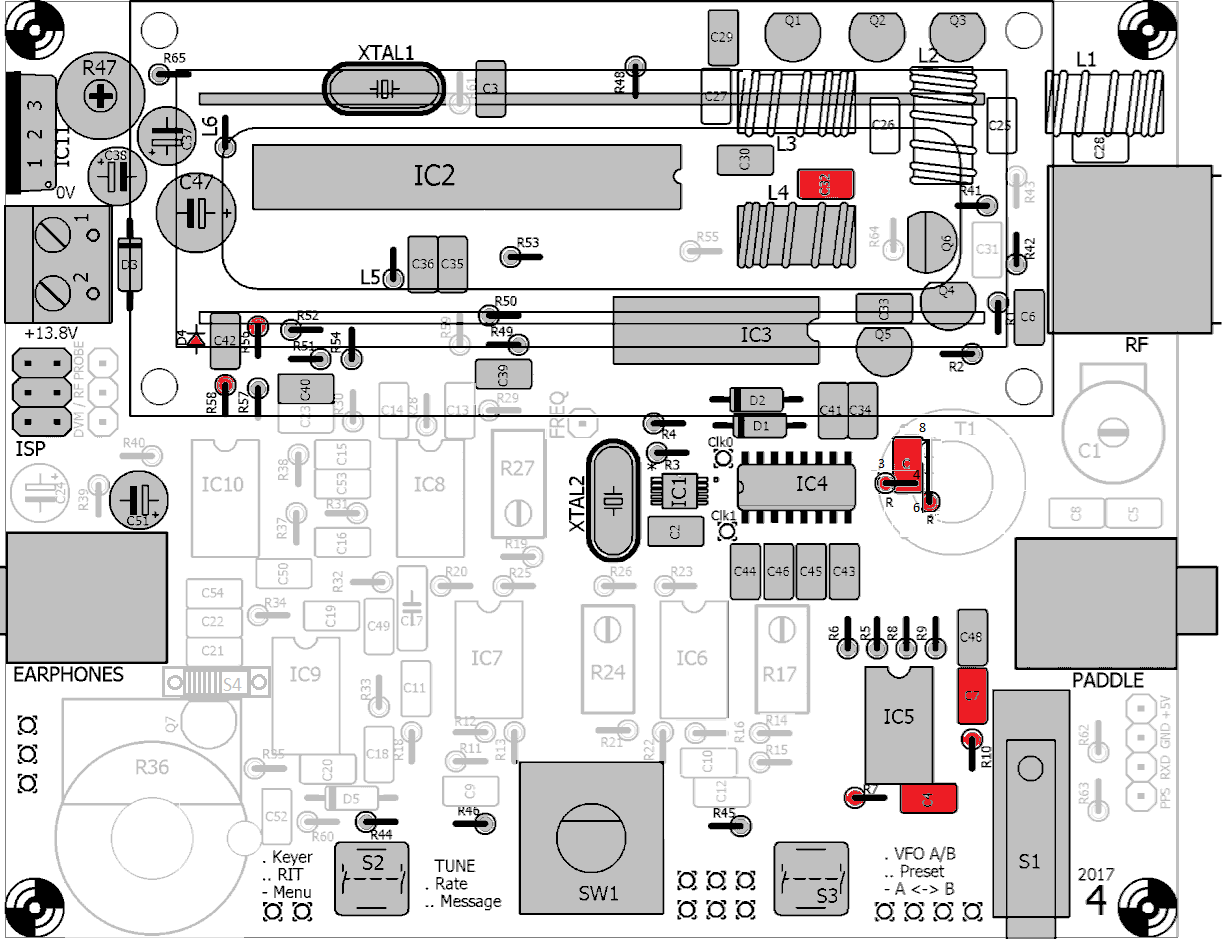 C29
Q1
Q2
Q3
R65
XTAL1
R48
L2
L1
R47
C3
R61
C27
C26
C25
C28
3
2
1
IC11
0V
C37
L6
C38
L3
C30
IC2
C32
R43
C47
L4
R41
R64
R55
Q6
C31
R42
1
2
D3
L5
C36
C35
R53
+13.8V
Q4
C33
C6
R1
R50
R52
R56
D4
C42
R54
R51
R59
R49
IC3
Q5
R2
RF
DVM / RF PROBE
C39
R58
R57
C40
C23
R30
C14
R28
C13
R29
FREQ
D2
D1
C41
C34
ISP
R4
Clk0
T1
8
C1
R40
IC10
R38
C15
C53
IC8
R27
* R3
IC1
IC4
3
4
C
R
6
R
C24
R39
C51
R31
R37
C16
XTAL2
C2
Clk1
C8
C5
R19
C50
R32
R20
R25
R26
R23
C44
C46
C45
C43
C54
C22
C21
R34
C19
C49
C17
IC7
R24
IC6
R17
R6
R5
R8
R9
C48
EARPHONES
S4
IC9
R33
C11
C7
PADDLE
IC5
Q7
R18
R12
R13
R11
R21
R22
R16
R14
R15
R10
R62
R63
PPS RXD GND +5V
R36
R35
C18
C20
D5
C9
C10
C12
R7
C4
C52
R60
R44
R46
R45
. Keyer
.. RIT
- Menu
S2
TUNE
. Rate
.. Message
SW1
S3
. VFO A/B
.. Preset
- A <-> B
S1
2017
4